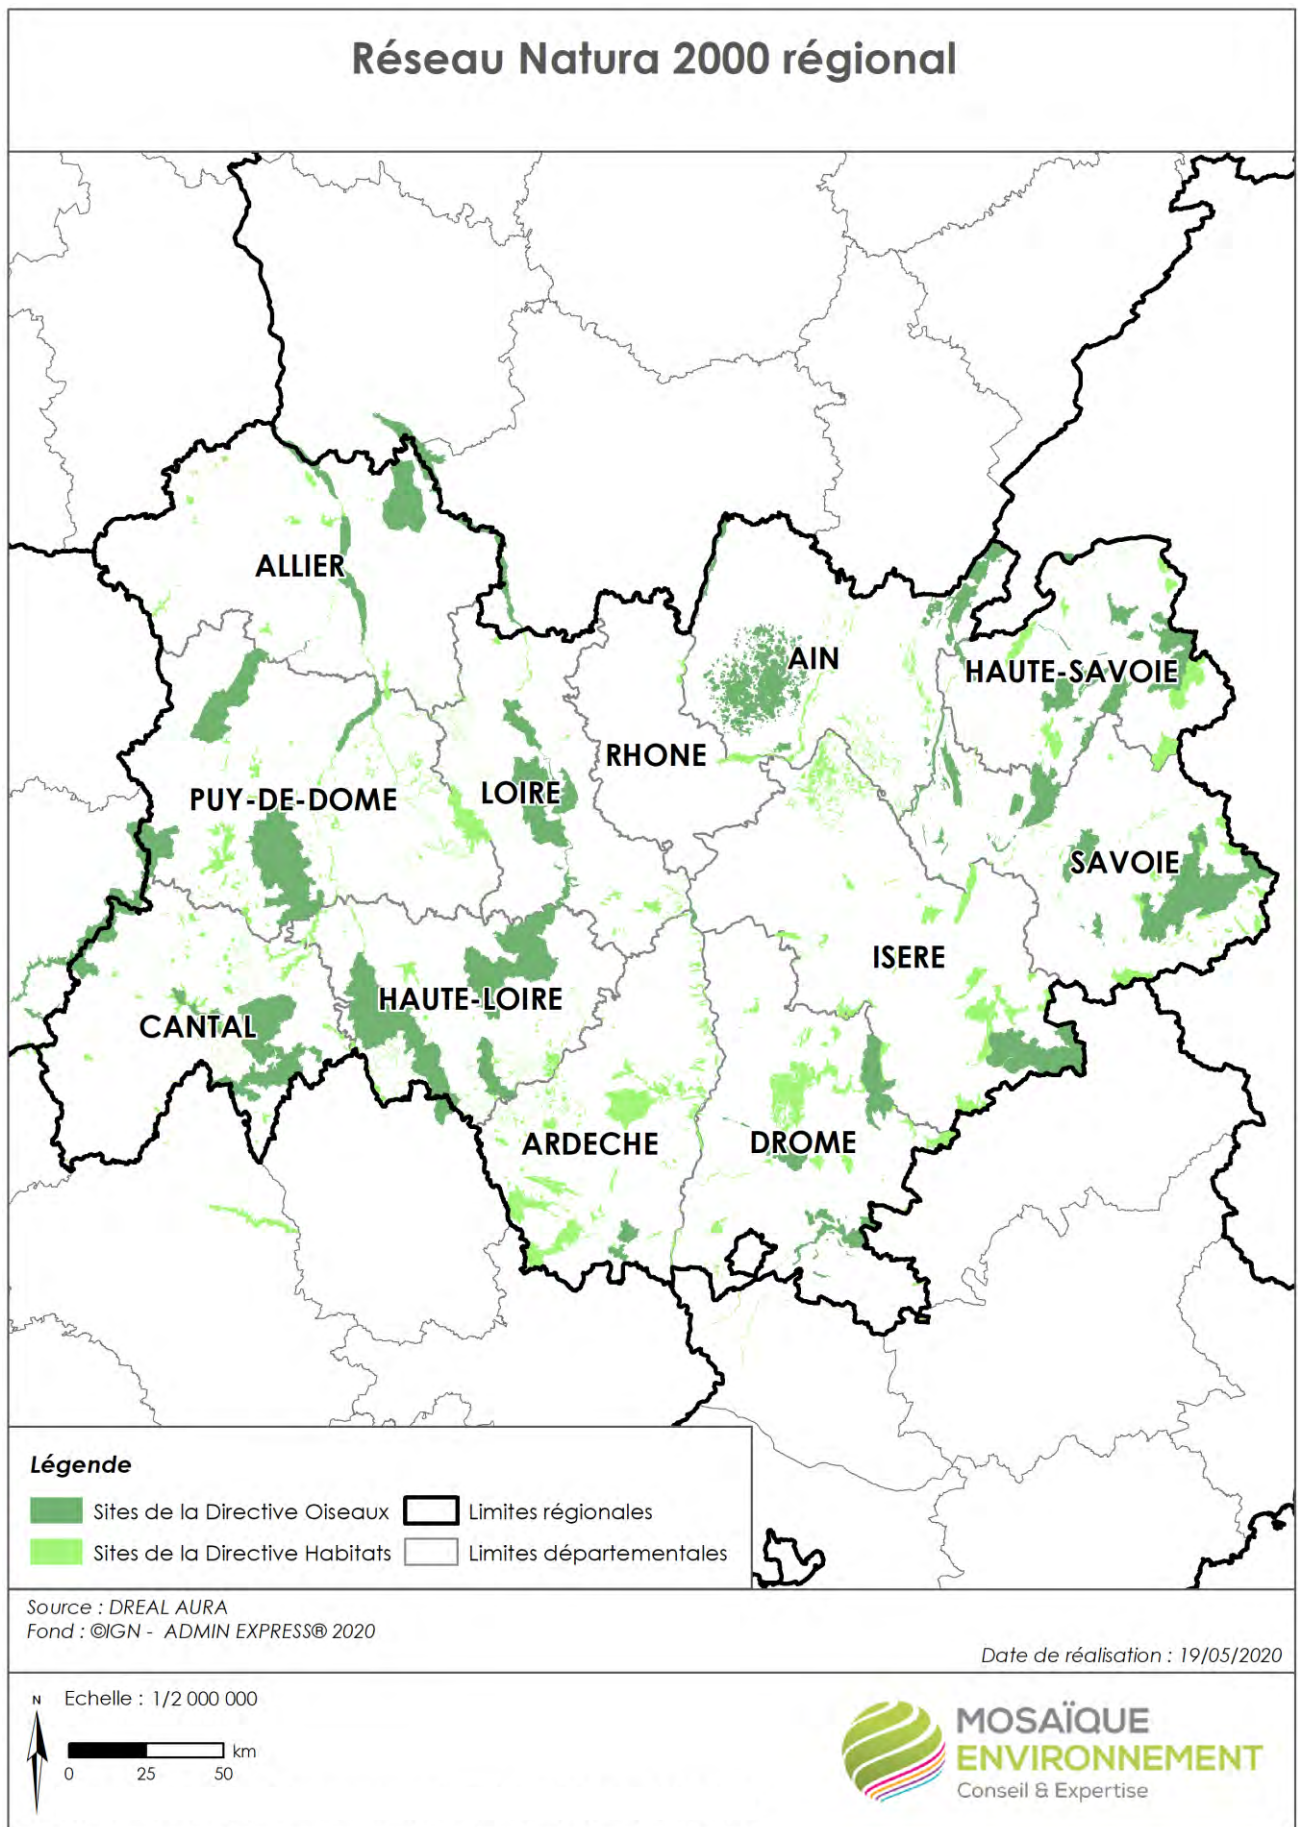 Réseau Natura 2000 régional
ALLIER
AIN
HAUTE-SAVOIE
RHONE
PUY-DE-DOME
LOIRE
SAVOIE
ISERE
HAUTE-LOIRE
CANTAL
ARDECHE
DROME
Légende
Sites de la Directive Oiseaux
Limites régionales
Sites de la Directive Habitats
Limites départementales
Source : DREAL AURA
Fond : ©IGN - ADMIN EXPRESS® 2020
Date de réalisation : 19/05/2020
N
Echelle : 1/2 000 000
km
0 25 50
MOSAÏQUE
ENVIRONNEMENT
Conseil & Expertise